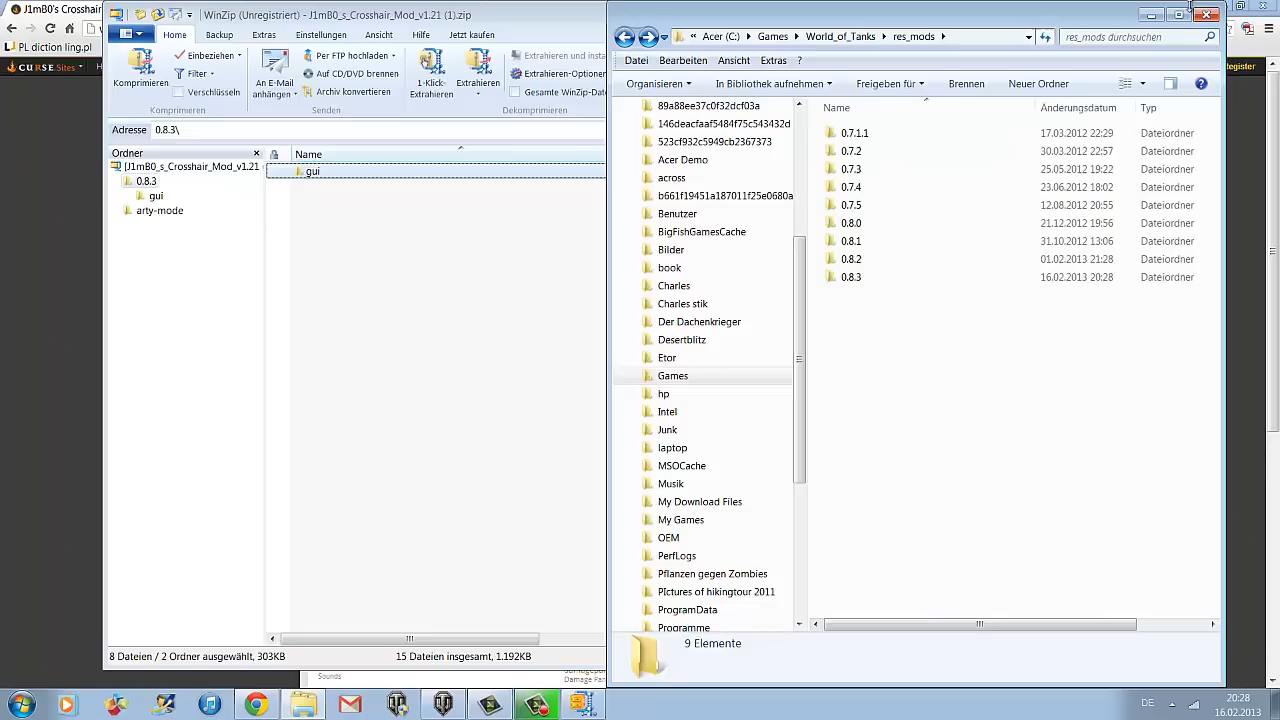 J1mB0's Crosshair
PL diction ling.pl
CURSE Sites
WinZip (Unregistriert) - J1mB0_s_Crosshair_Mod_v1.21 (1).zip
Home Backup Extras Einstellungen Ansicht Hilfe Jetzt kaufen
Komprimieren
Einbeziehen
Filter
Verschlüsseln
An E-Mail anhängen
Per FTP hochladen
Auf CD/DVD brennen
Archiv konvertieren
1-Klick-Extrahieren
Extrahieren
Extrahieren und insta
Extraktions-Optionen
Gesamte WinZip-Da
Komprimieren Senden Dekomprimieren
Adresse 0.8.3\
Ordner
J1mB0_s_Crosshair_Mod_v1.21
0.8.3
gui
arty-mode
Name
gui
8 Dateien / 2 Ordner ausgewählt, 303KB 15 Dateien insgesamt, 1.192KB
Sounds
Damage Pan
« Acer (C:) Games World_of_Tanks res_mods
res_mods durchsuchen
Datei Bearbeiten Ansicht Extras
Organisieren In Bibliothek aufnehmen Freigeben für Brennen Neuer Ordner
89a88ee37c0f32dcf03a
146deacfaaf5484f75c543432d
523cf932c5949cb2367373
Acer Demo
across
b661f19451a187011f25e0680a
Benutzer
BigFishGamesCache
Bilder
book
Charles
Charles stik
Der Dachenkrieger
Desertblitz
Etor
Games
hp
Intel
Junk
laptop
MSOCache
Musik
My Download Files
My Games
OEM
PerfLogs
Pflanzen gegen Zombies
PIctures of hikingtour 2011
ProgramData
Programme
Name Änderungsdatum Typ
0.7.1.1 17.03.2012 22:29 Dateiordner
0.7.2 30.03.2012 22:57 Dateiordner
0.7.3 25.05.2012 19:22 Dateiordner
0.7.4 23.06.2012 18:02 Dateiordner
0.7.5 12.08.2012 20:55 Dateiordner
0.8.0 21.12.2012 19:56 Dateiordner
0.8.1 31.10.2012 13:06 Dateiordner
0.8.2 01.02.2013 21:28 Dateiordner
0.8.3 16.02.2013 20:28 Dateiordner
9 Elemente
egister
DE
20:28
16.02.2013